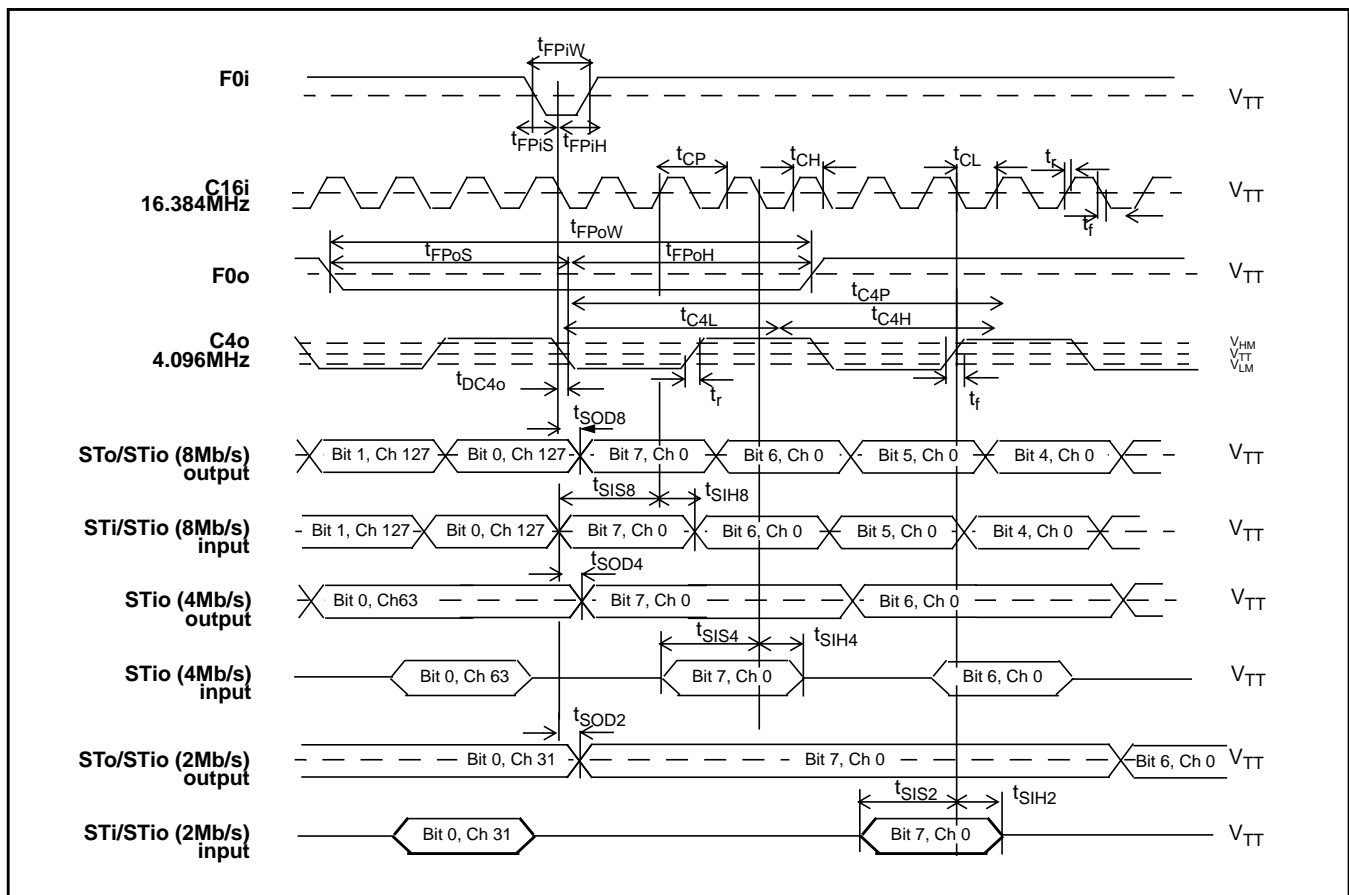 tFPiW
F0i
VTT
tFPiS tFPiH
tCP tCH tCL tr
C16i
16.384MHz
VTT
tf
tFPoW
tFPoS tFPoH
F0o
VTT
tC4P
tC4L tC4H
C4o
4.096MHz
VHM
VTT
VLM
tDC4o
tr
tf
tSOD8
STo/STio (8Mb/s)
output
Bit 1, Ch 127 Bit 0, Ch 127 Bit 7, Ch 0 Bit 6, Ch 0 Bit 5, Ch 0 Bit 4, Ch 0
VTT
tSIS8 tSIH8
STi/STio (8Mb/s)
input
Bit 1, Ch 127 Bit 0, Ch 127 Bit 7, Ch 0 Bit 6, Ch 0 Bit 5, Ch 0 Bit 4, Ch 0
VTT
tSOD4
STio (4Mb/s)
output
Bit 0, Ch63 Bit 7, Ch 0 Bit 6, Ch 0
VTT
tSIS4 tSIH4
STio (4Mb/s)
input
Bit 0, Ch 63 Bit 7, Ch 0 Bit 6, Ch 0
VTT
tSOD2
STo/STio (2Mb/s)
output
Bit 0, Ch 31 Bit 7, Ch 0 Bit 6, Ch 0
VTT
tSIS2 tSIH2
STi/STio (2Mb/s)
input
Bit 0, Ch 31 Bit 7, Ch 0
VTT